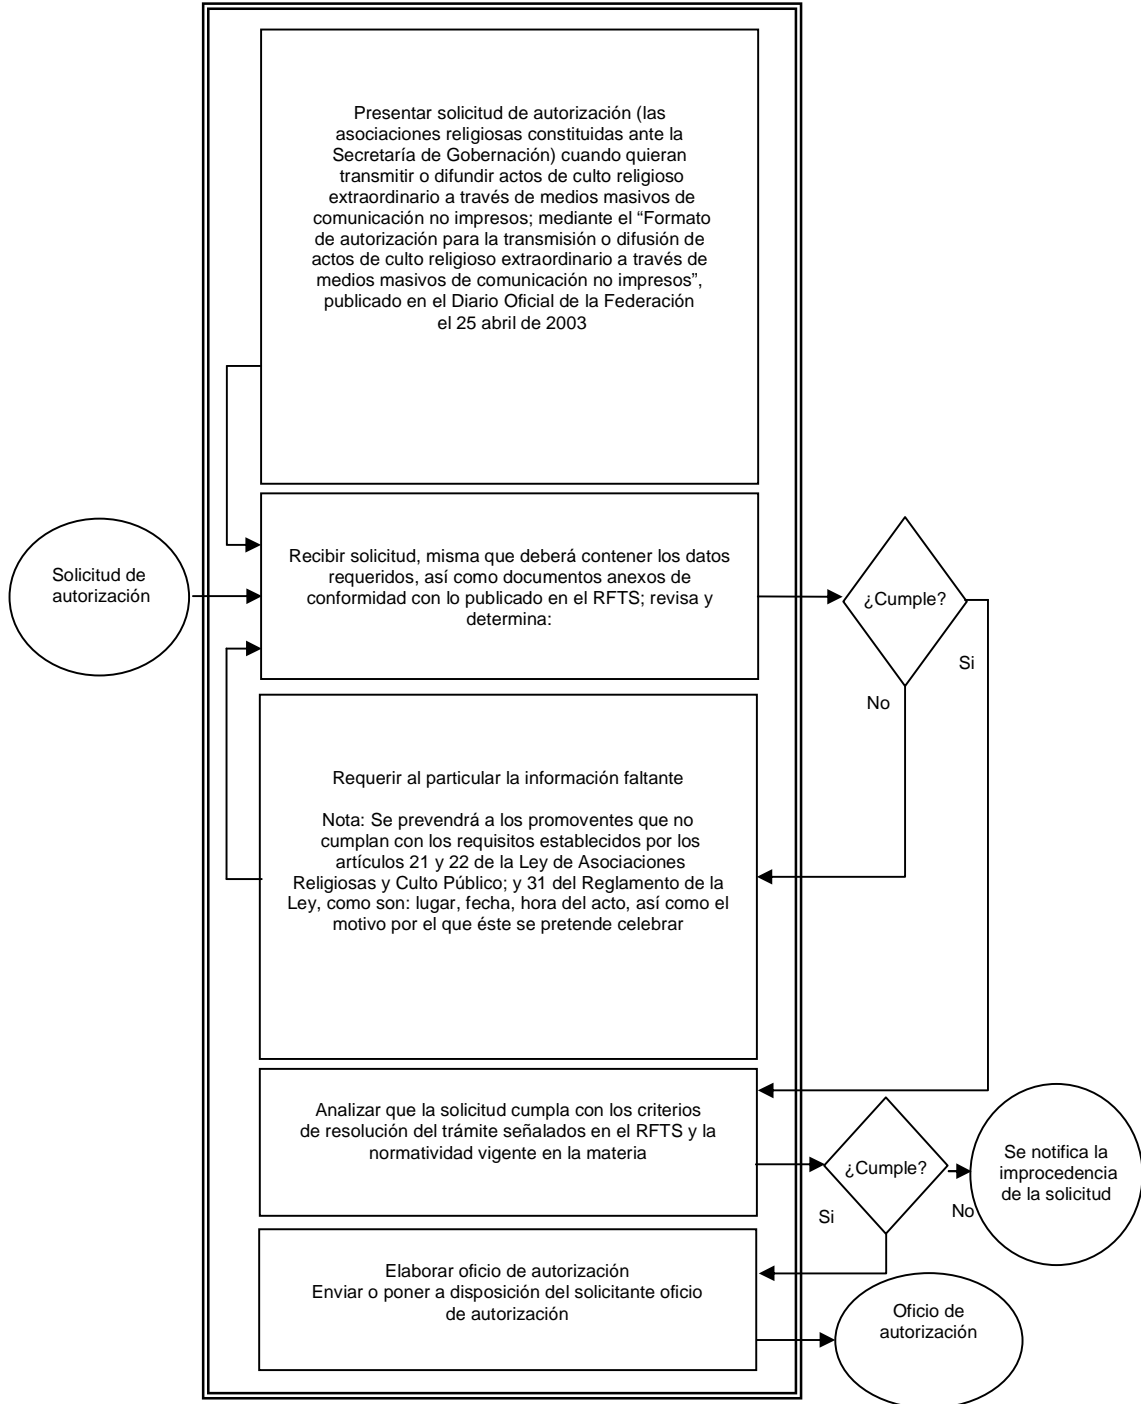 Presentar solicitud de autorización (las
asociaciones religiosas constituidas ante la
Secretaría de Gobernación) cuando quieran
transmitir o difundir actos de culto religioso
extraordinario a través de medios masivos de
comunicación no impresos; mediante el “Formato
de autorización para la transmisión o difusión de
actos de culto religioso extraordinario a través de
medios masivos de comunicación no impresos”,
publicado en el Diario Oficial de la Federación
el 25 abril de 2003
Solicitud de
autorización
Recibir solicitud, misma que deberá contener los datos
requeridos, así como documentos anexos de
conformidad con lo publicado en el RFTS; revisa y
determina:
¿Cumple?
Si
No
Requerir al particular la información faltante
Nota: Se prevendrá a los promoventes que no
cumplan con los requisitos establecidos por los
artículos 21 y 22 de la Ley de Asociaciones
Religiosas y Culto Público; y 31 del Reglamento de la
Ley, como son: lugar, fecha, hora del acto, así como el
motivo por el que éste se pretende celebrar
Analizar que la solicitud cumpla con los criterios
de resolución del trámite señalados en el RFTS y la
normatividad vigente en la materia
¿Cumple?
Si
No
Se notifica la
improcedencia
de la solicitud
Elaborar oficio de autorización
Enviar o poner a disposición del solicitante oficio
de autorización
Oficio de
autorización